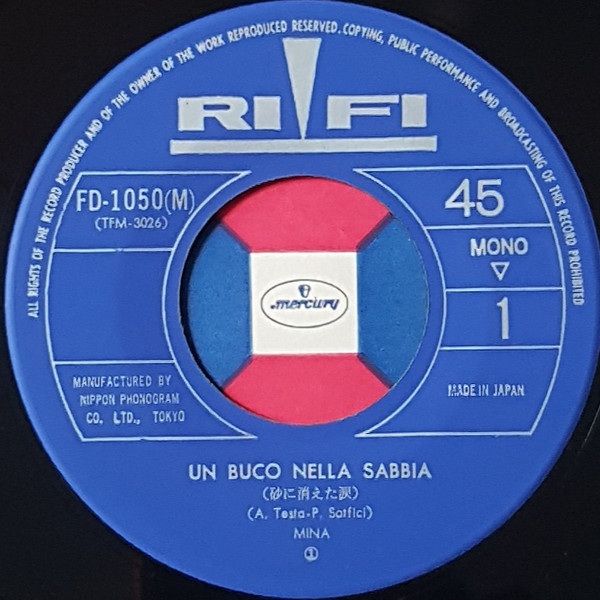 ALL RIGHTS OF THE RECORD PRODUCER AND OF THE OWNER OF THE WORK REPRODUCED RESERVED. COPYING, PUBLIC PERFORMANCE AND BROADCASTING OF THIS RECORD PROHIBITED
RIFI
FD-1050(M)
(TFM-3026)
45
MONO
1
mercury
MANUFACTURED BY
NIPPON PHONOGRAM
CO. LTD., TOKYO
MADE IN JAPAN
UN BUCO NELLA SABBIA
(砂に消えた涙)
(A. Testa-P. Soffici)
MINA
①